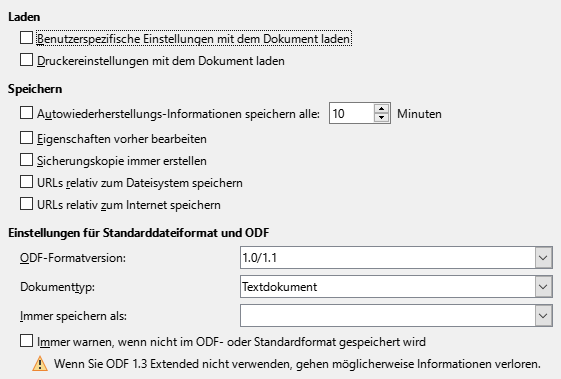 Laden
Benutzerspezifische Einstellungen mit dem Dokument laden
Druckereinstellungen mit dem Dokument laden
Speichern
Autowiederherstellungs-Informationen speichern alle: 10 Minuten
Eigenschaften vorher bearbeiten
Sicherungskopie immer erstellen
URLs relativ zum Dateisystem speichern
URLs relativ zum Internet speichern
Einstellungen für Standarddateiformat und ODF
ODF-Formatversion: 1.0/1.1
Dokumenttyp: Textdokument
Immer speichern als:
Immer warnen, wenn nicht im ODF- oder Standardformat gespeichert wird
Wenn Sie ODF 1.3 Extended nicht verwenden, gehen möglicherweise Informationen verloren.